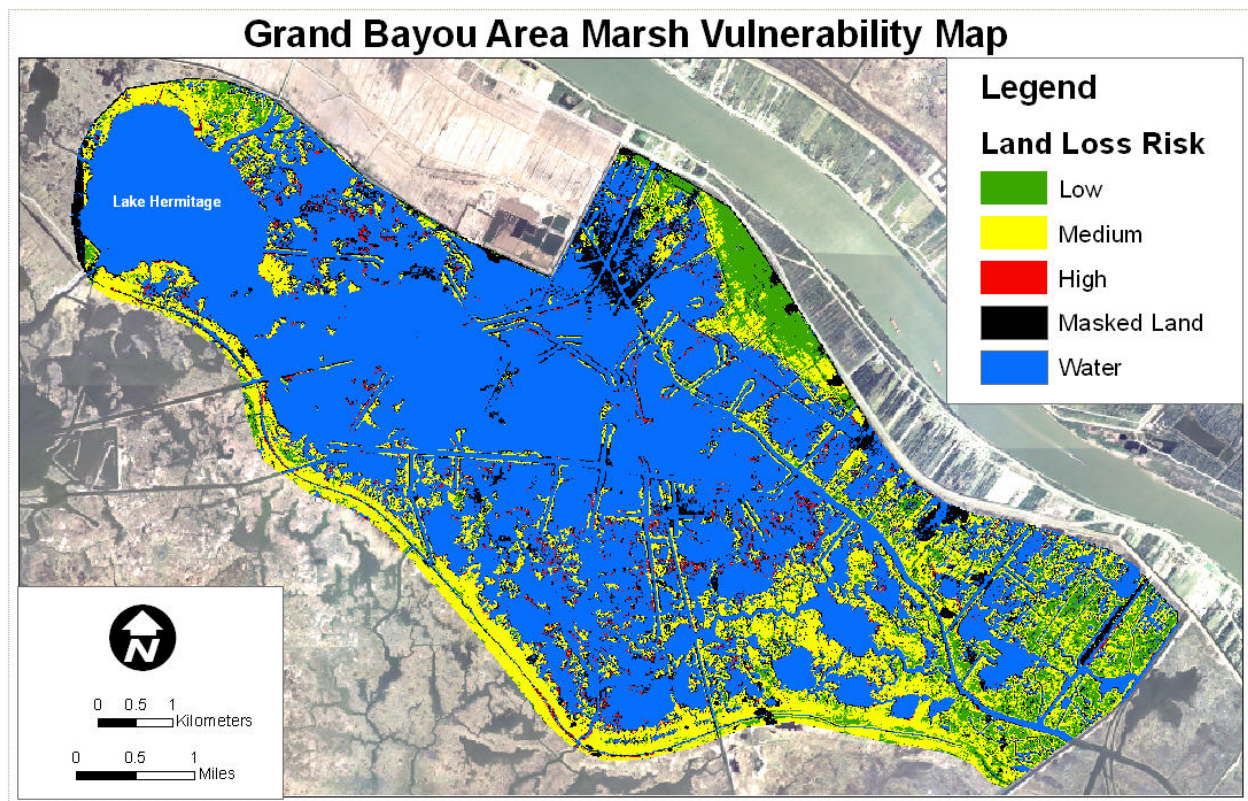 Grand Bayou Area Marsh Vulnerability Map
Legend
Land Loss Risk
Low
Medium
High
Masked Land
Water
Lake Hermitage
N
0 0.5 1
Kilometers
0 0.5 1
Miles